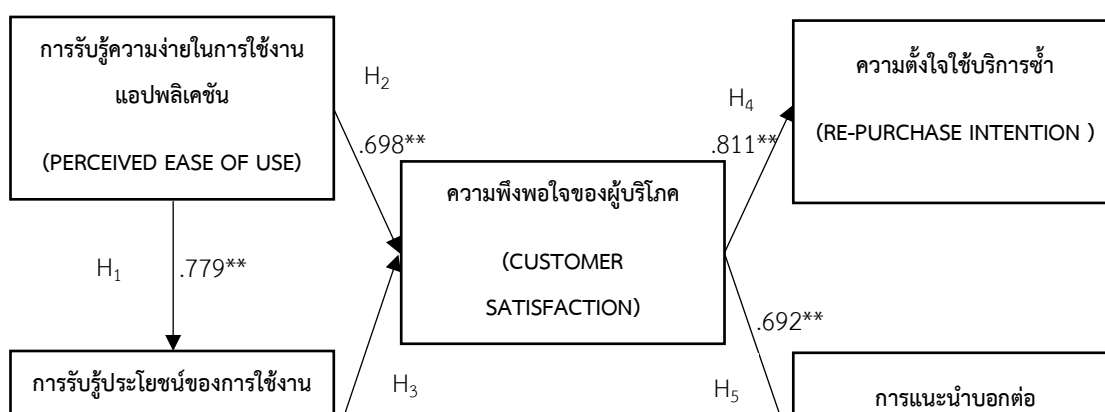 การรับรู้ความง่ายในการใช้งาน
แอปพลิเคชัน
(PERCEIVED EASE OF USE)
H2
.698**
ความพึงพอใจของผู้บริโภค
(CUSTOMER
SATISFACTION)
H4
.811**
ความตั้งใจใช้บริการซ้ำ
(RE-PURCHASE INTENTION )
H1
.779**
.692**
การรับรู้ประโยชน์ของการใช้งาน
H3
H5
การแนะนำบอกต่อ